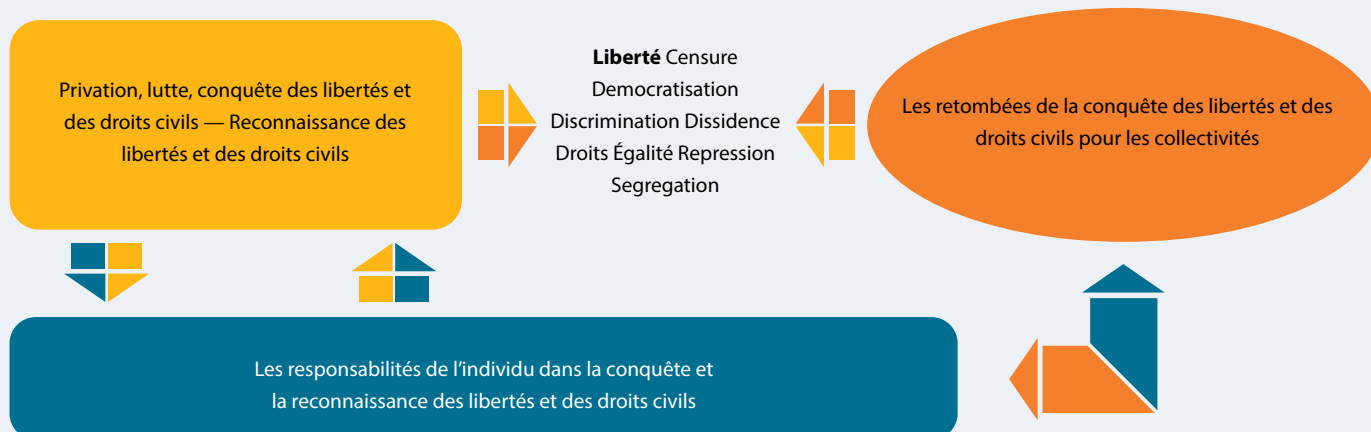 Privation, lutte, conquête des libertés et
des droits civils — Reconnaissance des
libertés et des droits civils
Liberté Censure
Democratisation
Discrimination Dissidence
Droits Égalité Repression
Segregation
Les retombées de la conquête des libertés et des
droits civils pour les collectivités
Les responsabilités de l’individu dans la conquête et
la reconnaissance des libertés et des droits civils